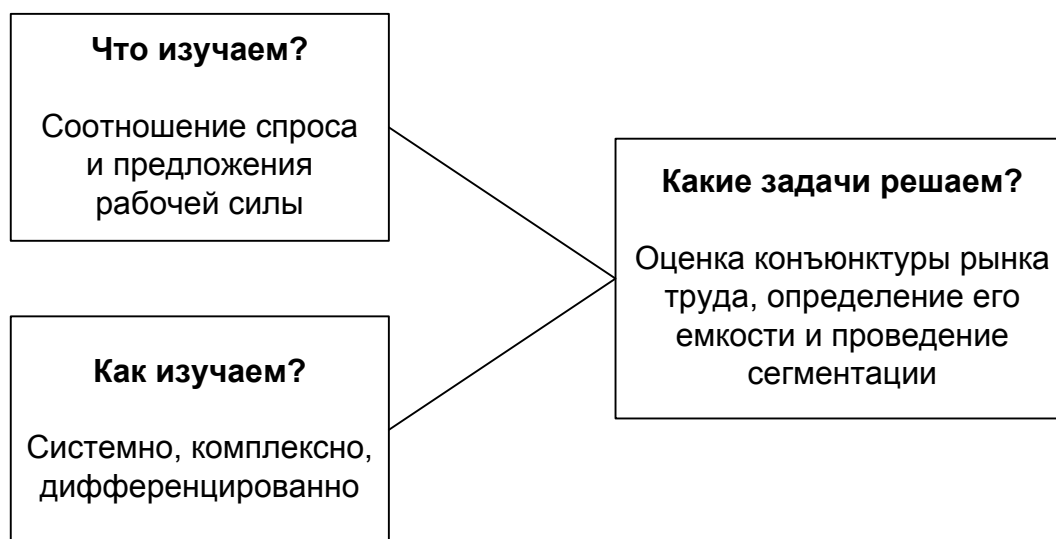 Что изучаем?
Соотношение спроса
и предложения
рабочей силы
Как изучаем?
Системно, комплексно,
дифференцированно
Какие задачи решаем?
Оценка конъюнктуры рынка
труда, определение его
емкости и проведение
сегментации